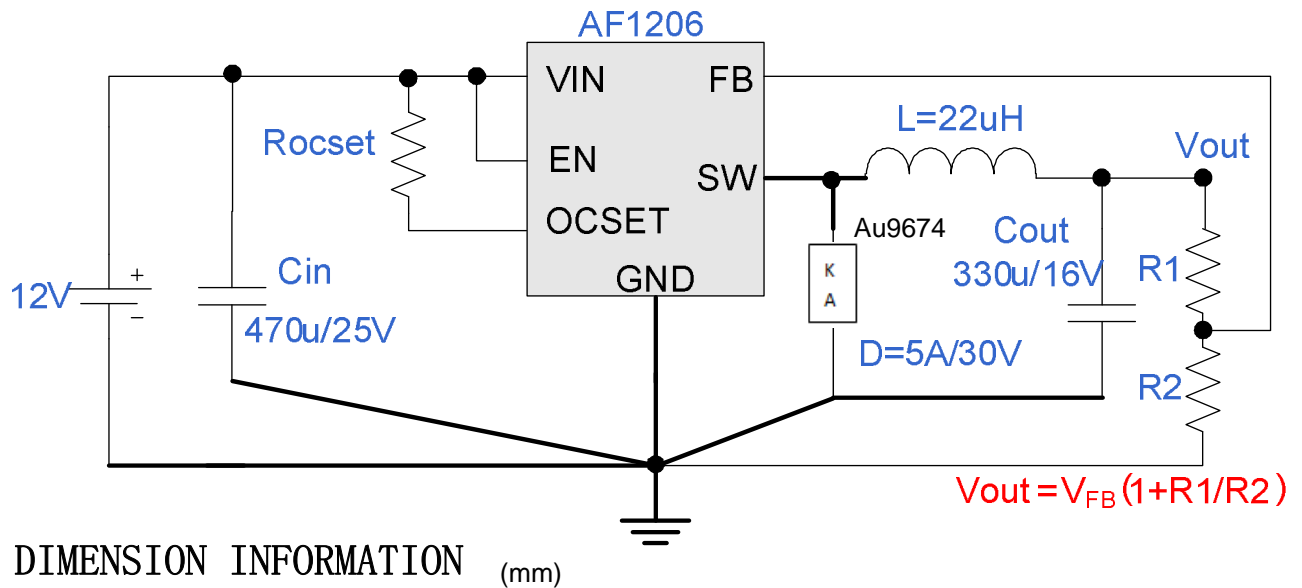 AF1206
VIN
FB
L=22uH
Rocset
Vout
EN
SW
OCSET
Au9674
Cout
GND
K
A
Cin
330u/16V
R1
12V
+
−
470u/25V
D=5A/30V
R2
Vout=VFB(1+R1/R2)
DIMENSION INFORMATION (mm)